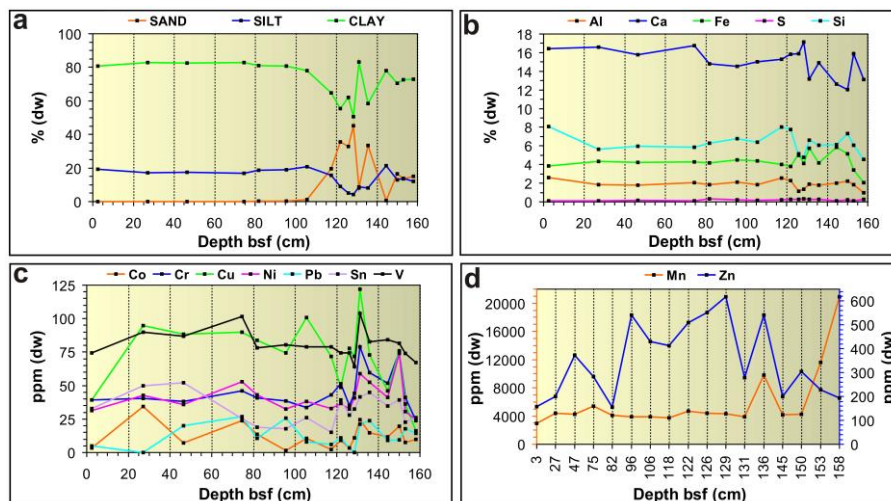 a
SAND SILT CLAY
100
80
60
40
20
0
% (dw)
0 20 40 60 80 100 120 140 160
Depth bsf (cm)
b
Al Ca Fe S Si
18
16
14
12
10
8
6
4
2
0
% (dw)
0 20 40 60 80 100 120 140 160
Depth bsf (cm)
c
Co Cr Cu Ni Pb Sn V
125
100
75
50
25
0
ppm (dw)
0 20 40 60 80 100 120 140 160
Depth bsf (cm)
d
Mn Zn
20000
16000
12000
8000
4000
0
ppm (dw)
600
500
400
300
200
100
0
ppm (dw)
3 27 47 75 82 96 106 118 122 126 129 131 136 145 150 153 158
Depth bsf (cm)